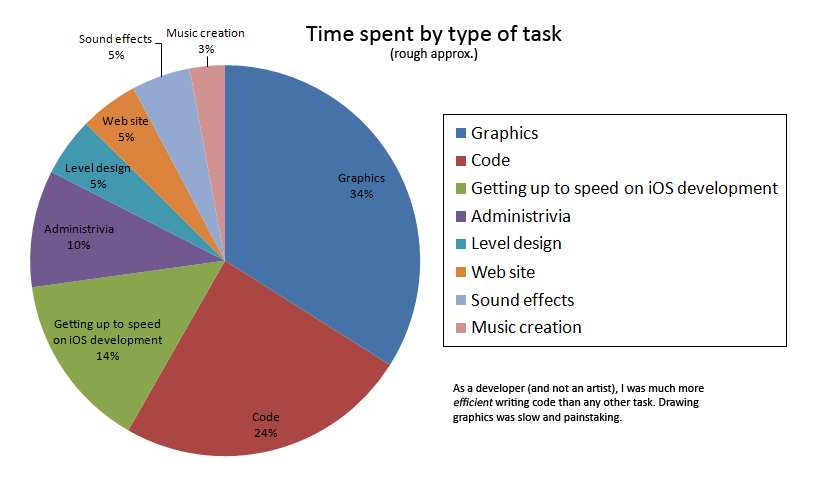 Time spent by type of task
(rough approx.)
Music creation
3%
Sound effects
5%
Web site
5%
Level design
5%
Administrivia
10%
Getting up to speed
on iOS development
14%
Code
24%
Graphics
34%
Graphics
Code
Getting up to speed on iOS development
Administrivia
Level design
Web site
Sound effects
Music creation
As a developer (and not an artist), I was much more
efficient writing code than any other task. Drawing
graphics was slow and painstaking.